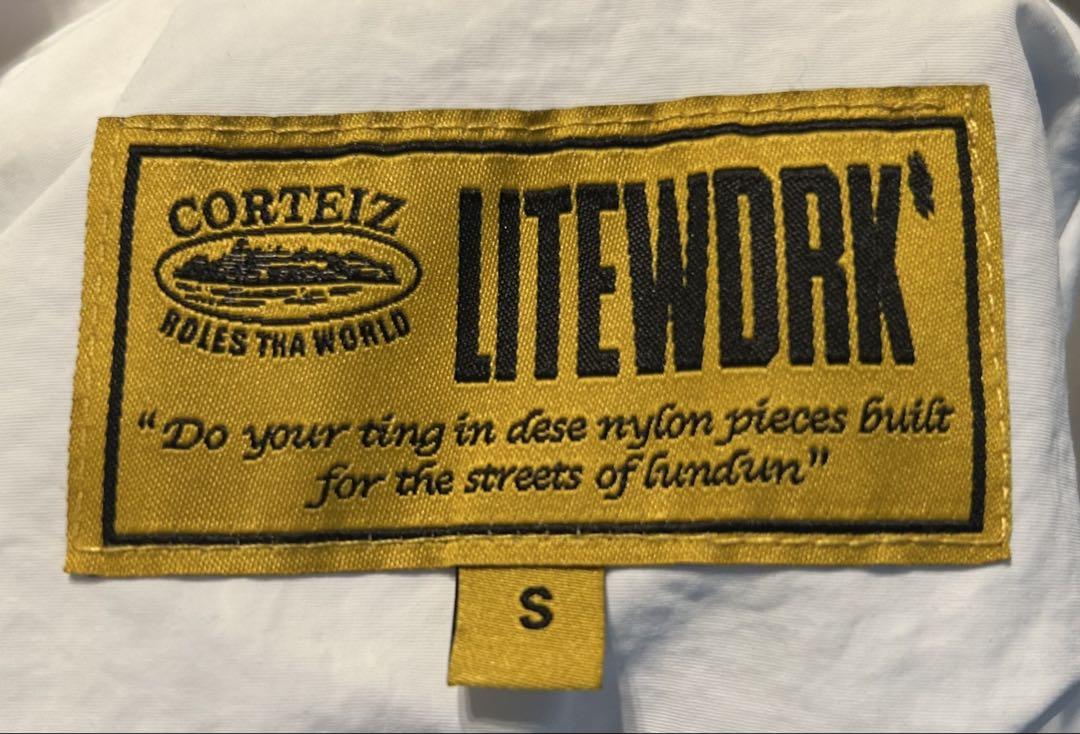 CORTEIZ
RULES THA WORLD
LITEWORK'
"Do your ting in dese nylon pieces built
for the streets of lundun"
S